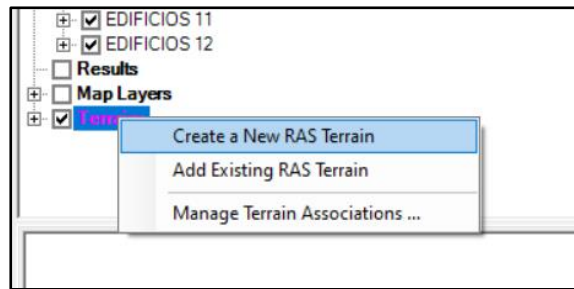 EDIFICIOS 11
EDIFICIOS 12
Results
Map Layers
Create a New RAS Terrain
Add Existing RAS Terrain
Manage Terrain Associations ...